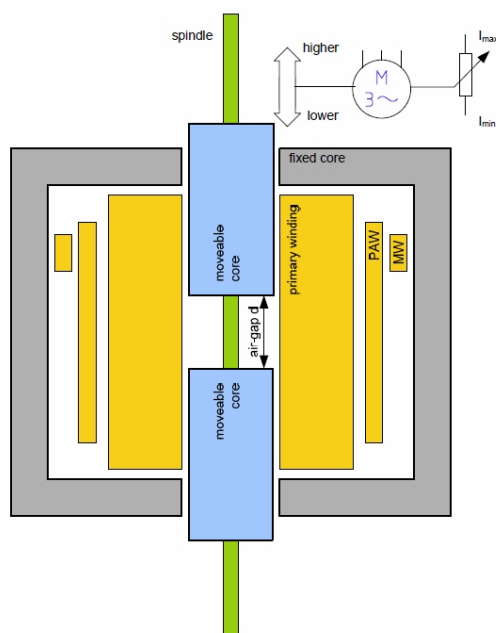 spindle
higher
lower
M
3~
Imax
Imin
fixed core
moveable
core
primary winding
PAW
MW
air-gap d
moveable
core